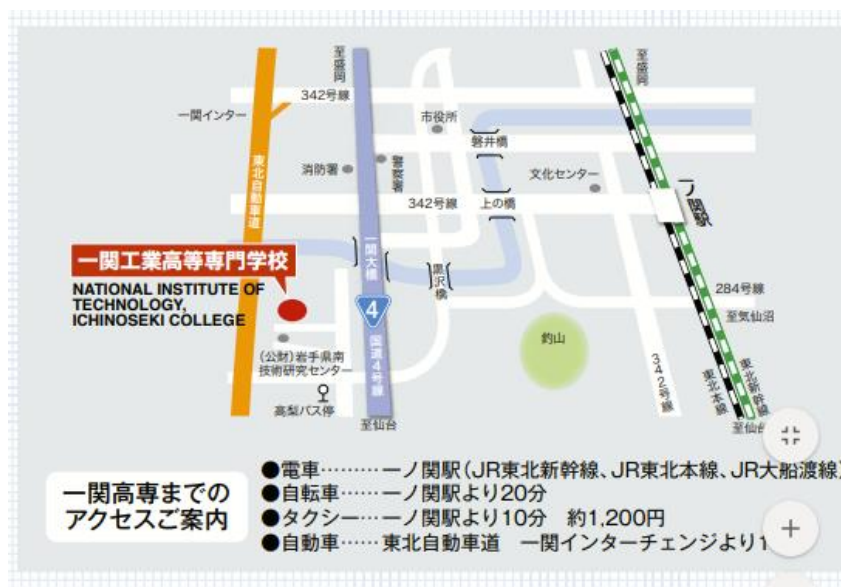 至盛岡
至盛岡
342号線
一関インター
市役所
磐井橋
東北自動車道
消防署
警察署
文化センター
一ノ関駅
342号線
上の橋
一関大橋
一関工業高等専門学校
NATIONAL INSTITUTE OF
TECHNOLOGY,
ICHINOSEKI COLLEGE
黒沢橋
284号線
4
至気仙沼
国道4号線
釣山
(公財)岩手県南
技術研究センター
342号線
東北本線
東北新幹線
高梨バス停
至仙台
至仙台
一関高専までの
アクセスご案内
●電車………一ノ関駅(JR東北新幹線、JR東北本線、JR大船渡線)
●自転車……一ノ関駅より20分
●タクシー…一ノ関駅より10分 約1,200円
●自動車……東北自動車道 一関インターチェンジより1